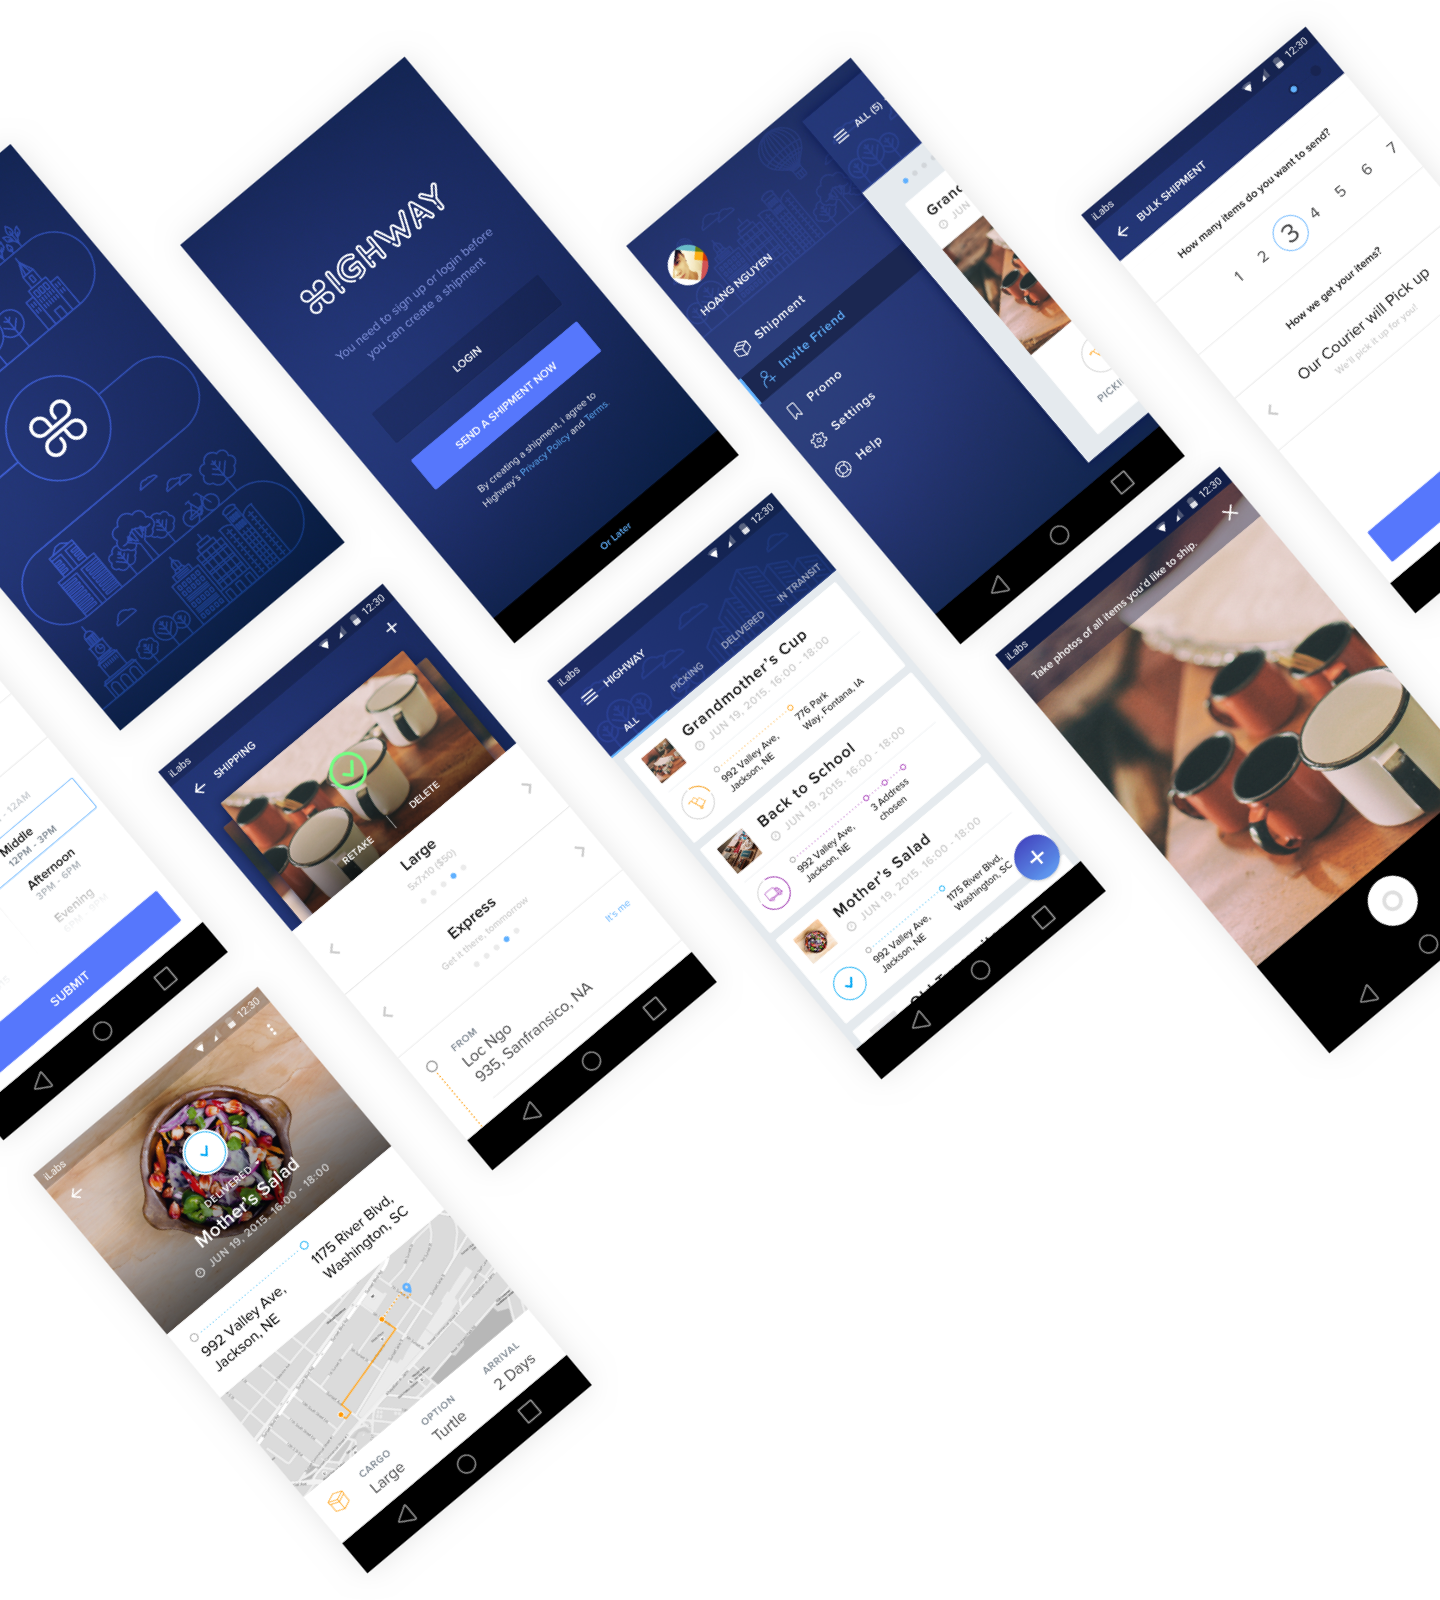 HIGHWAY
You need to sign up or login before
you can create a shipment
LOGIN
SEND A SHIPMENT NOW
By creating a shipment, i agree to
Highway's Privacy Policy and Terms.
Or Later
HOANG NGUYEN
Shipment
Invite Friend
Promo
Settings
Help
ALL (5)
Granc
JUN
PICKI
iLabs
12:30
BULK SHIPMENT
How many items do you want to send?
1 2 3 4 5 6 7
How we get your items?
Our Courier will Pick up
We'll pick it up for you!
- 12AM
Middle
12PM - 3PM
Afternoon
3PM - 6PM
Evening
SUBMIT
iLabs
12:30
SHIPPING
RETAKE
DELETE
Large
5x7x10 ($50)
Express
Get it there, tommorrow
It's me
FROM
Loc Ngo
935, Sanfransico, NA
iLabs
12:30
HIGHWAY
ALL
PICKING
DELIVERED
IN TRANSIT
Grandmother's Cup
JUN 19, 2015. 16:00 - 18:00
992 Valley Ave,
Jackson, NE
776 Park
Way, Fontana, IA
Back to School
JUN 19, 2015. 16:00 - 18:00
992 Valley Ave,
Jackson, NE
3 Address
chosen
Mother's Salad
JUN 19, 2015. 16:00 - 18:00
992 Valley Ave,
Jackson, NE
1175 River Blvd,
Washington, SC
iLabs
12:30
Take photos of all items you'd like to ship.
iLabs
12:30
DELIVERED
Mother's Salad
JUN 19, 2015. 16:00 - 18:00
992 Valley Ave,
Jackson, NE
1175 River Blvd,
Washington, SC
CARGO
Large
OPTION
Turtle
ARRIVAL
2 Days